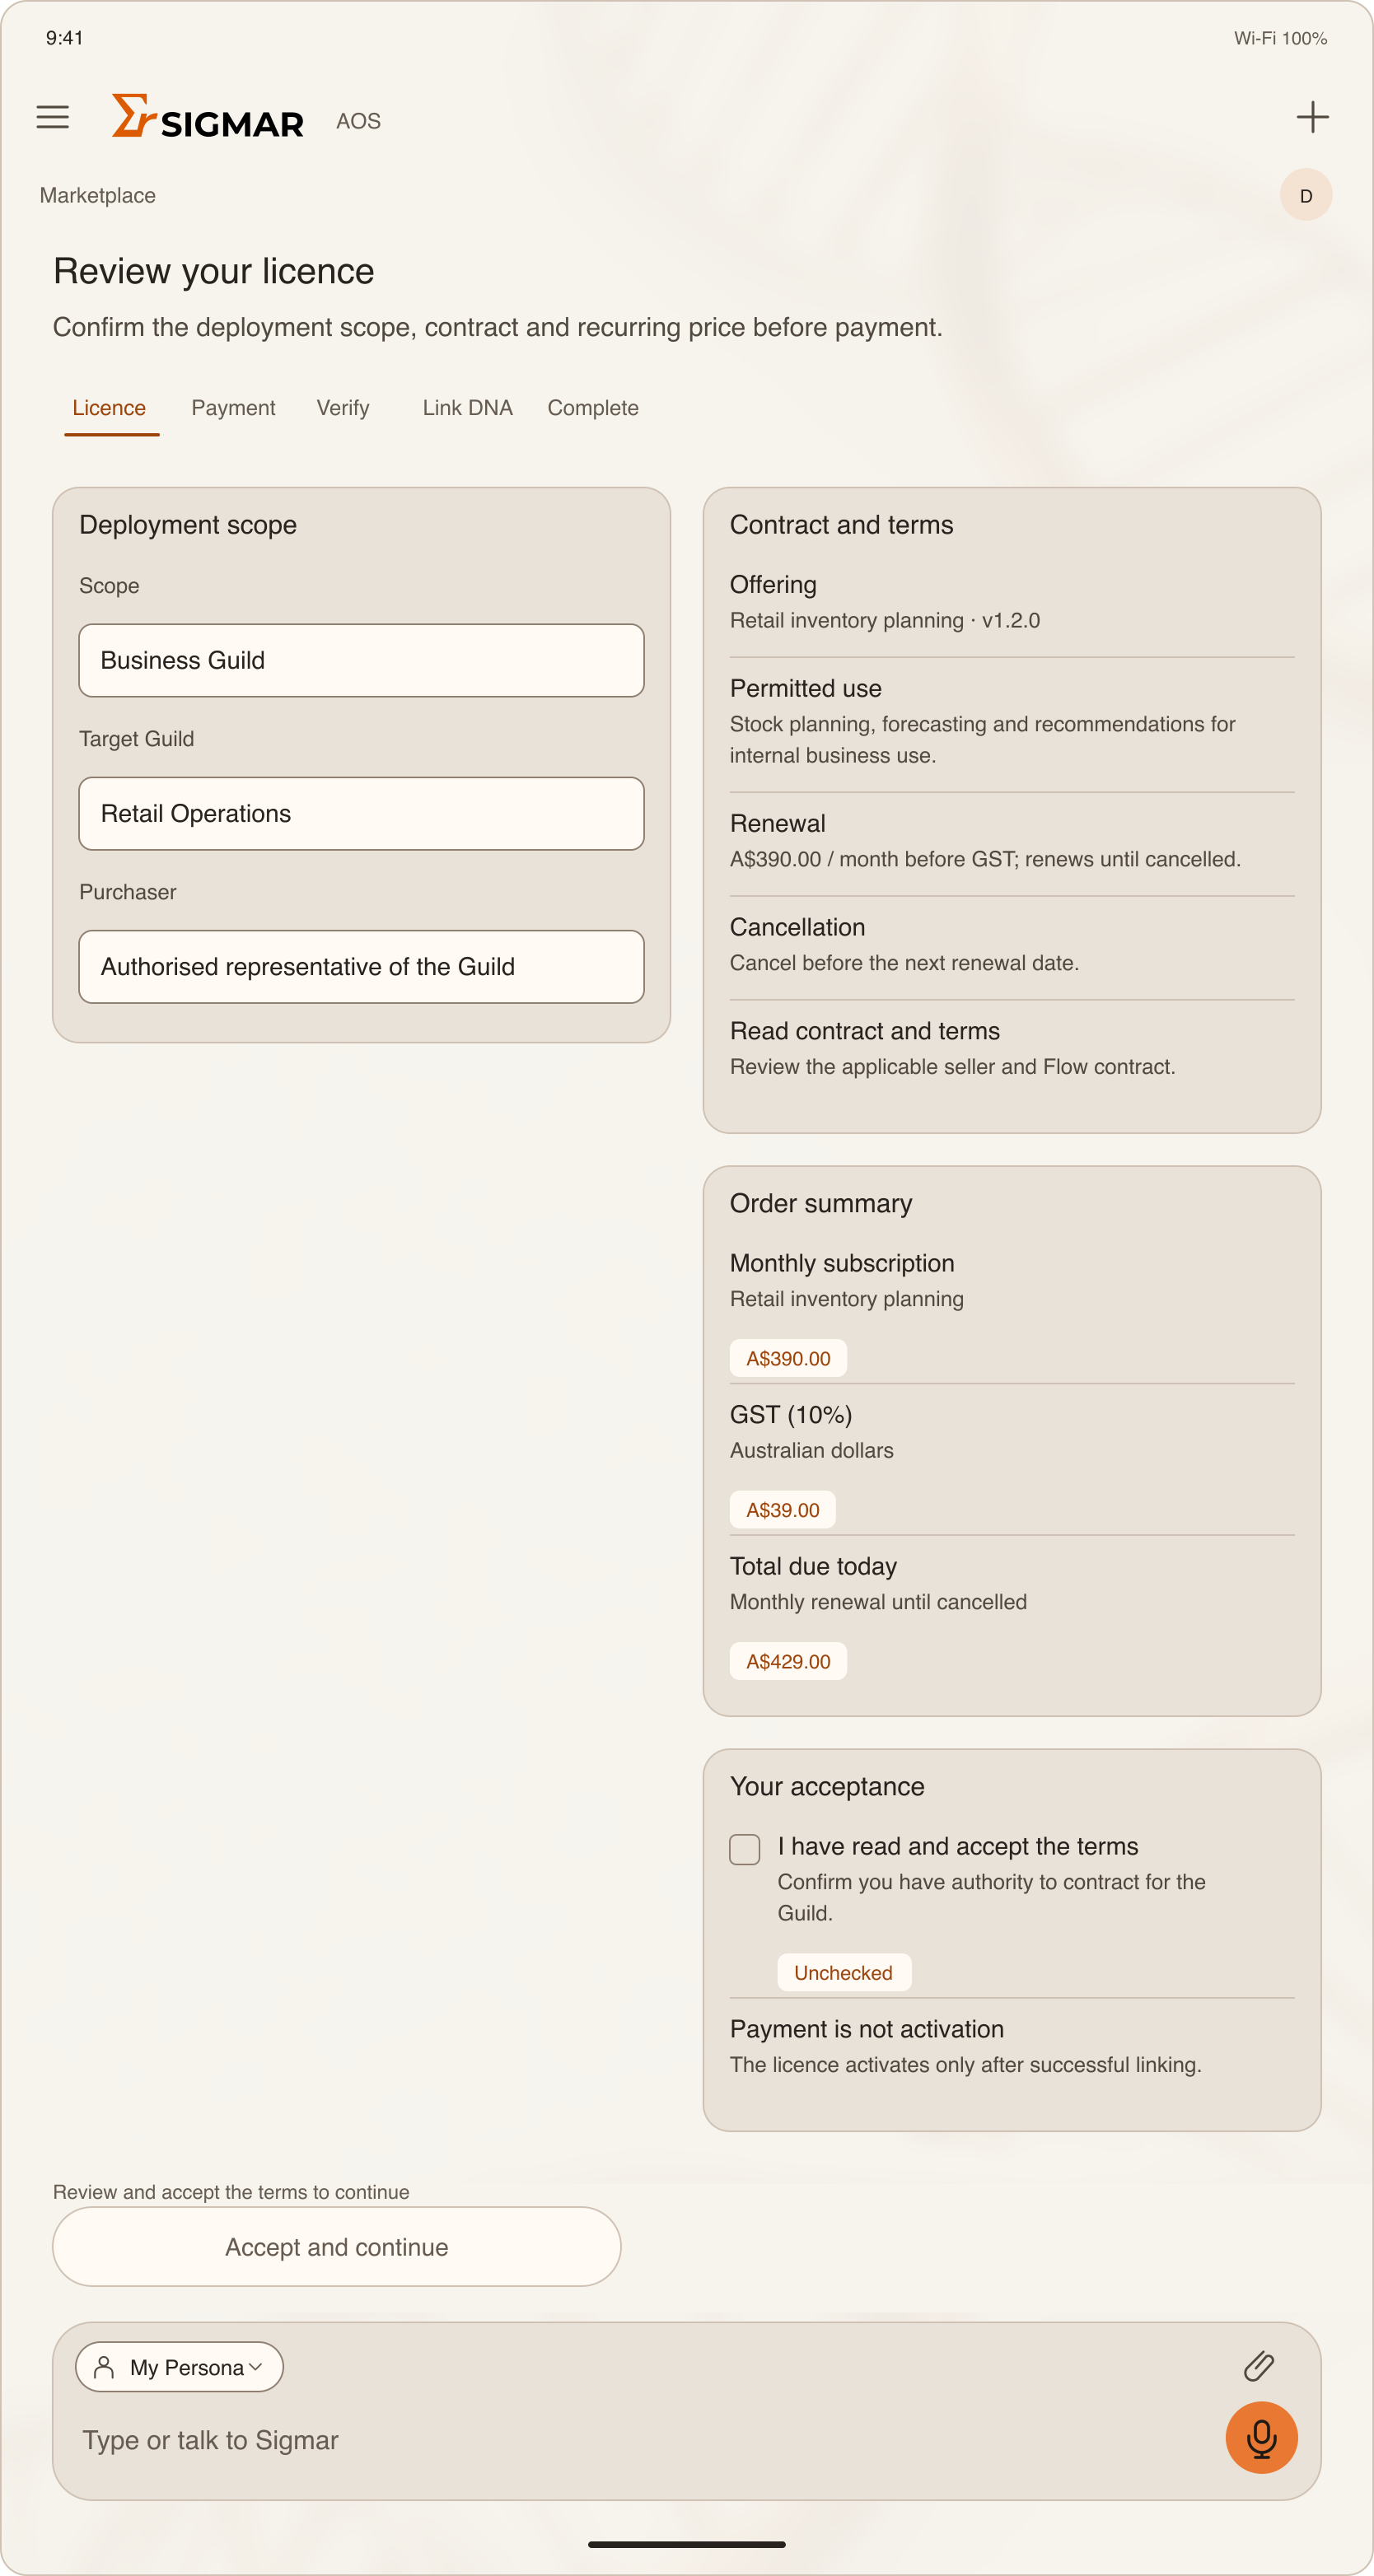 9:41
Wi-Fi 100%
SIGMAR AOS
Marketplace
D
Review your licence
Confirm the deployment scope, contract and recurring price before payment.
Licence Payment Verify Link DNA Complete
Deployment scope
Scope
Business Guild
Target Guild
Retail Operations
Purchaser
Authorised representative of the Guild
Contract and terms
Offering
Retail inventory planning · v1.2.0
Permitted use
Stock planning, forecasting and recommendations for
internal business use.
Renewal
A$390.00 / month before GST; renews until cancelled.
Cancellation
Cancel before the next renewal date.
Read contract and terms
Review the applicable seller and Flow contract.
Order summary
Monthly subscription
Retail inventory planning
A$390.00
GST (10%)
Australian dollars
A$39.00
Total due today
Monthly renewal until cancelled
A$429.00
Your acceptance
I have read and accept the terms
Confirm you have authority to contract for the
Guild.
Unchecked
Payment is not activation
The licence activates only after successful linking.
Review and accept the terms to continue
Accept and continue
My Persona
Type or talk to Sigmar